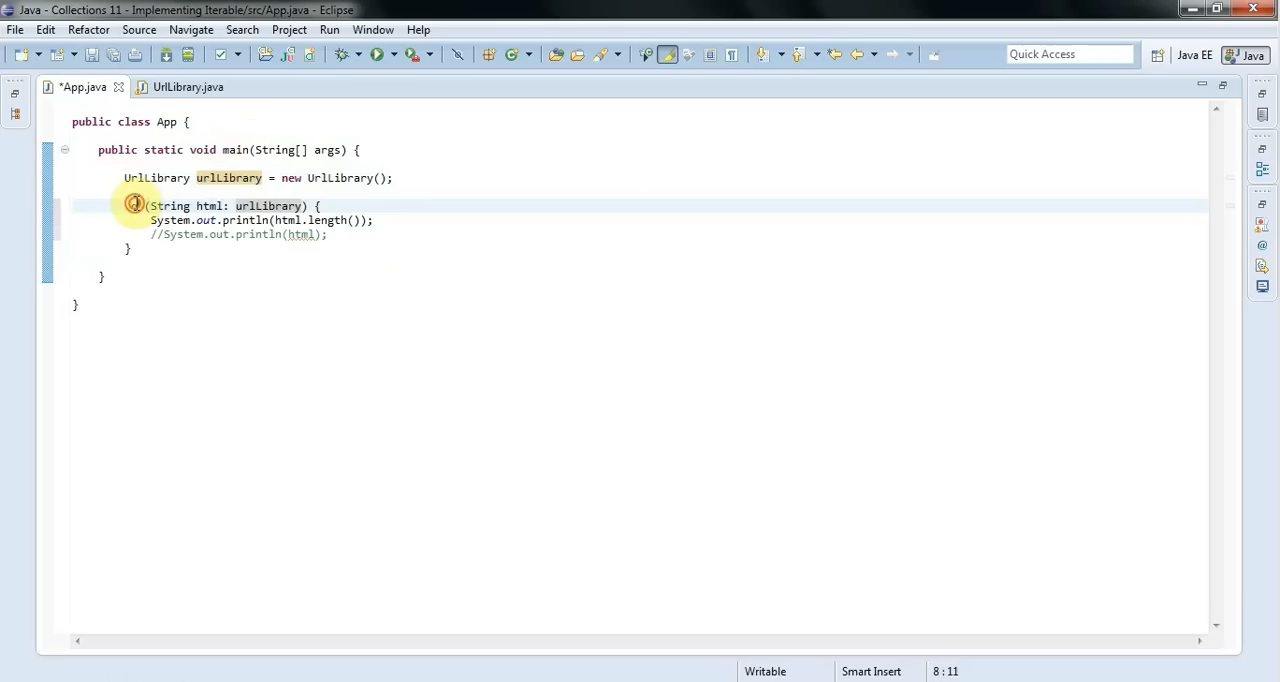 Java - Collections 11 - Implementing Iterable/src/App.java - Eclipse
File Edit Refactor Source Navigate Search Project Run Window Help
Quick Access Java EE Java
*App.java UrlLibrary.java
public class App {
public static void main(String[] args) {
UrlLibrary urlLibrary = new UrlLibrary();
(String html: urlLibrary) {
System.out.println(html.length());
//System.out.println(html);
}
}
}
Writable Smart Insert 8 : 11